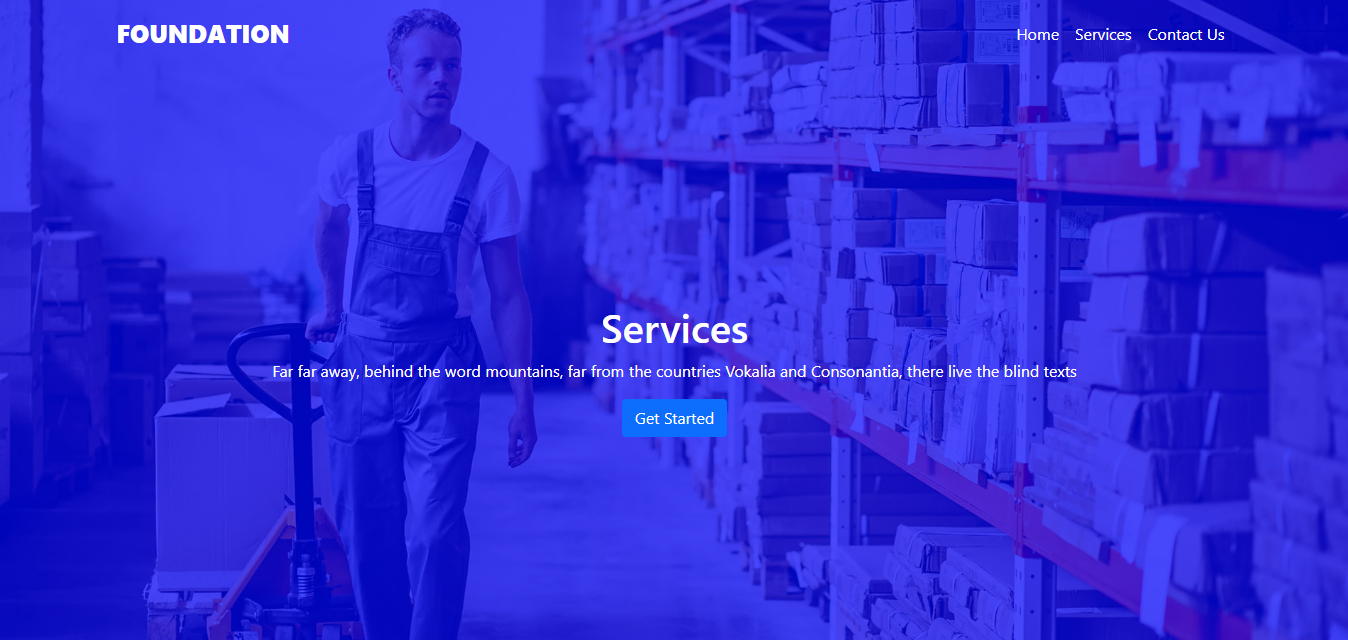 FOUNDATION
Home Services Contact Us
Services
Far far away, behind the word mountains, far from the countries Vokalia and Consonantia, there live the blind texts
Get Started